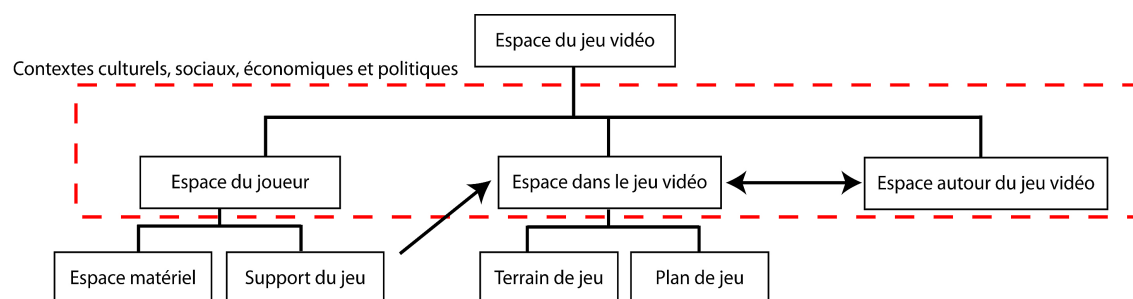 Espace du jeu vidéo
Contextes culturels, sociaux, économiques et politiques
Espace du joueur
Espace dans le jeu vidéo
Espace autour du jeu vidéo
Espace matériel
Support du jeu
Terrain de jeu
Plan de jeu